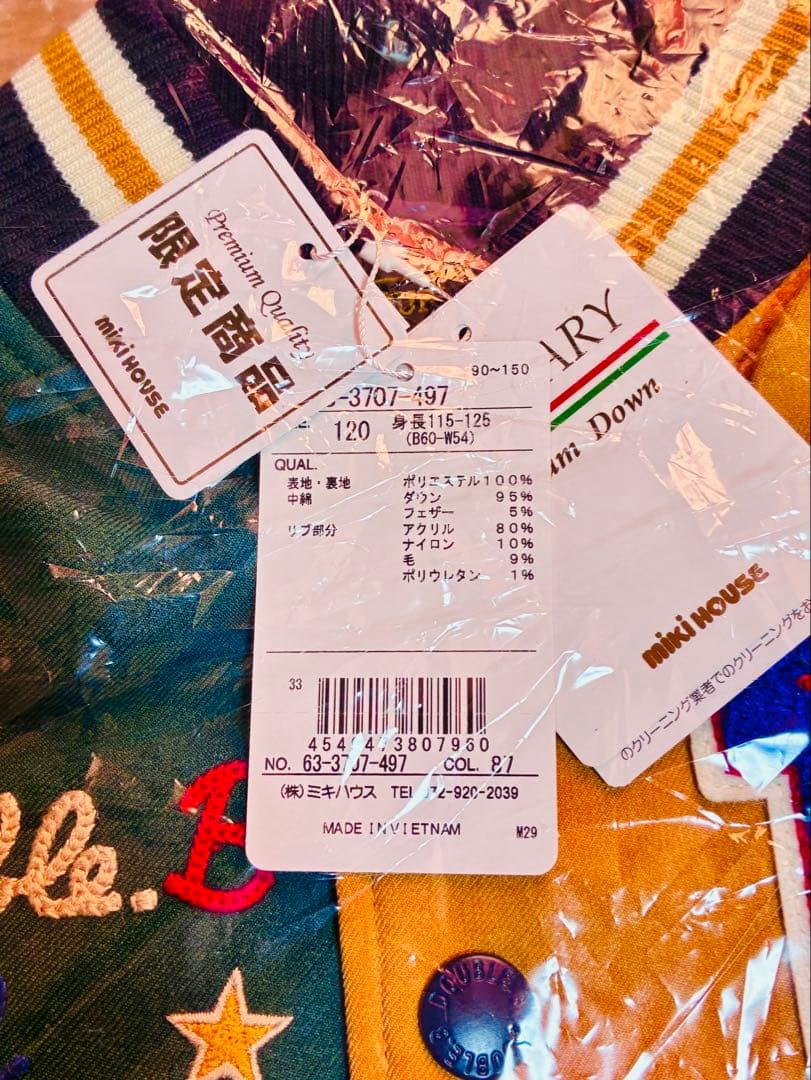 Premium Quality
限定商品
miki HOUSE
ARY
um Down
miki HOUSE
のクリーニング業者でのクリーニングをお
90~150
-3707-497
120 身長115-125
(B60-W54)
QUAL.
表地・裏地 ポリエステル100%
中綿 ダウン 95%
フェザー 5%
リブ部分 アクリル 80%
ナイロン 10%
毛 9%
ポリウレタン 1%
33
NO. 63-3707-497 COL. 87
(株)ミキハウス TEL 072-920-2039
MADE IN VIETNAM M29
ble. B
DOUBLE